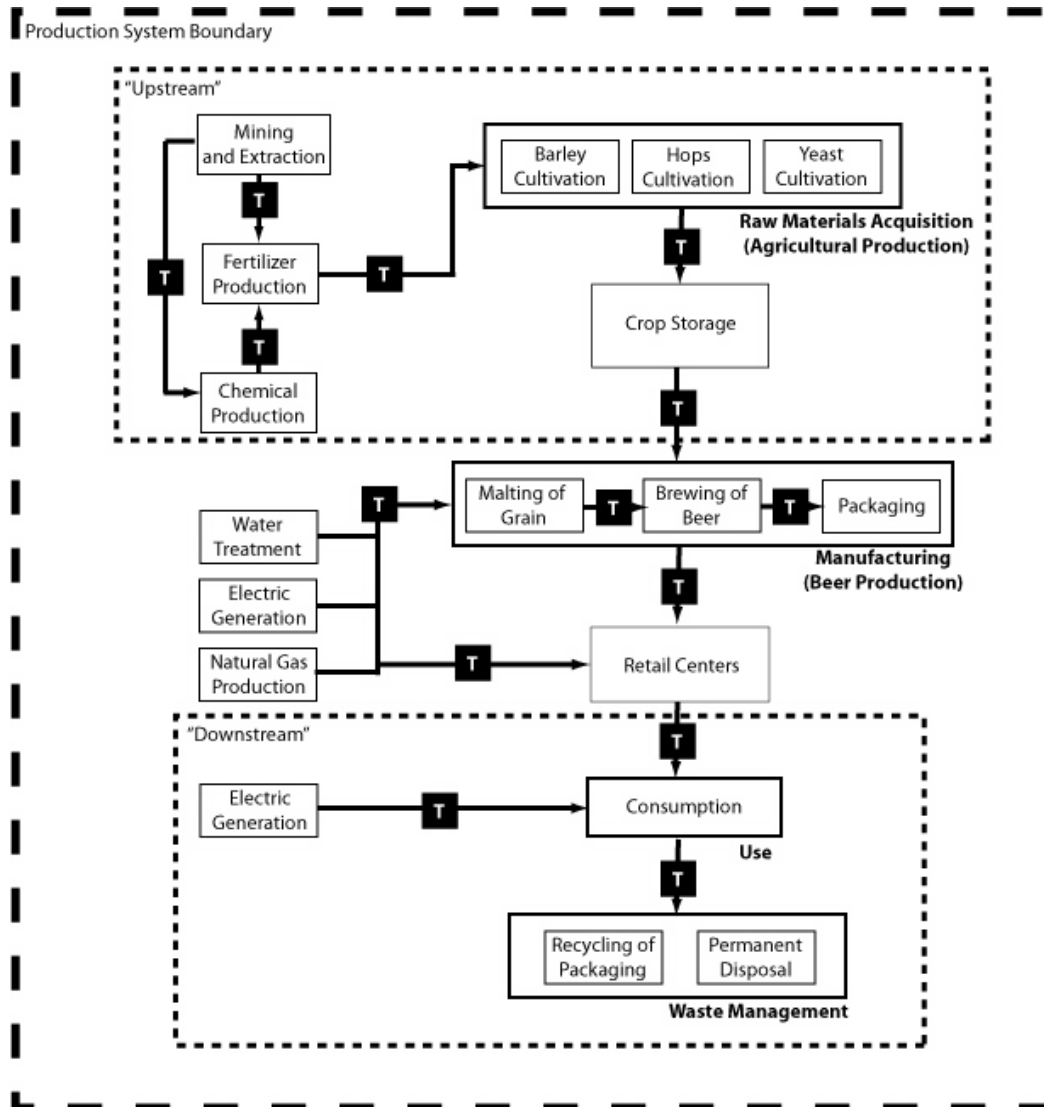 Production System Boundary
"Upstream"
Mining
and Extraction
T
T
Fertilizer
Production
T
T
Chemical
Production
Barley
Cultivation
Hops
Cultivation
Yeast
Cultivation
Raw Materials Acquisition
(Agricultural Production)
T
Crop Storage
T
Water
Treatment
Electric
Generation
Natural Gas
Production
T
Malting of
Grain
T
Brewing of
Beer
T
Packaging
Manufacturing
(Beer Production)
T
T
Retail Centers
"Downstream"
T
Electric
Generation
T
Consumption
Use
T
Recycling of
Packaging
Permanent
Disposal
Waste Management